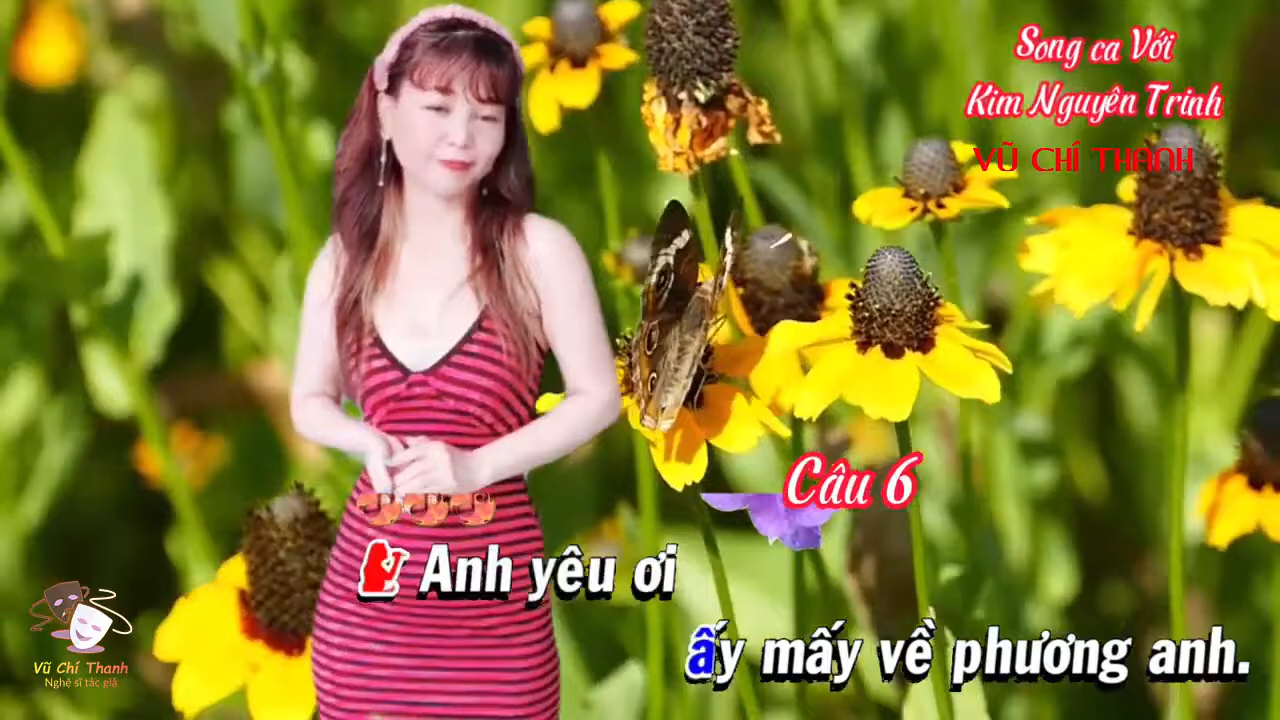 Song ca Với
Kim Nguyên Trinh
VŨ CHÍ THANH
Câu 6
Anh yêu ơi
ấy mấy về phương anh.
Vũ Chí Thanh
Nghệ sĩ tác giả